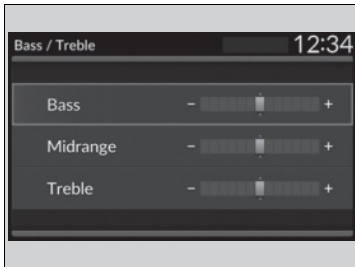 Bass / Treble
12:34
Bass - +
Midrange - +
Treble - +